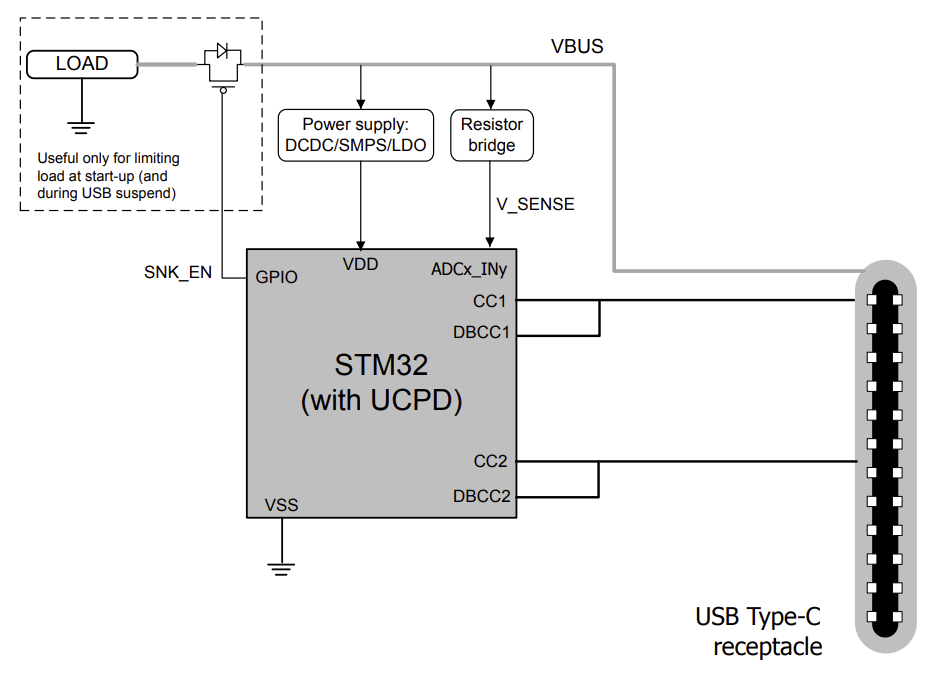 VBUS
LOAD
Power supply:
DCDC/SMPS/LDO
Resistor
bridge
Useful only for limiting
load at start-up (and
during USB suspend)
V_SENSE
SNK_EN
GPIO
VDD
ADCx_INy
CC1
DBCC1
STM32
(with UCPD)
CC2
DBCC2
VSS
USB Type-C
receptacle